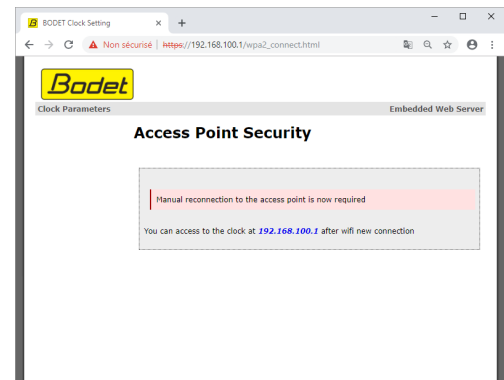 BODET Clock Setting
Non sécurisé | https://192.168.100.1/wpa2_connect.html
Bodet
Clock Parameters Embedded Web Server
Access Point Security
Manual reconnection to the access point is now required
You can access to the clock at 192.168.100.1 after wifi new connection